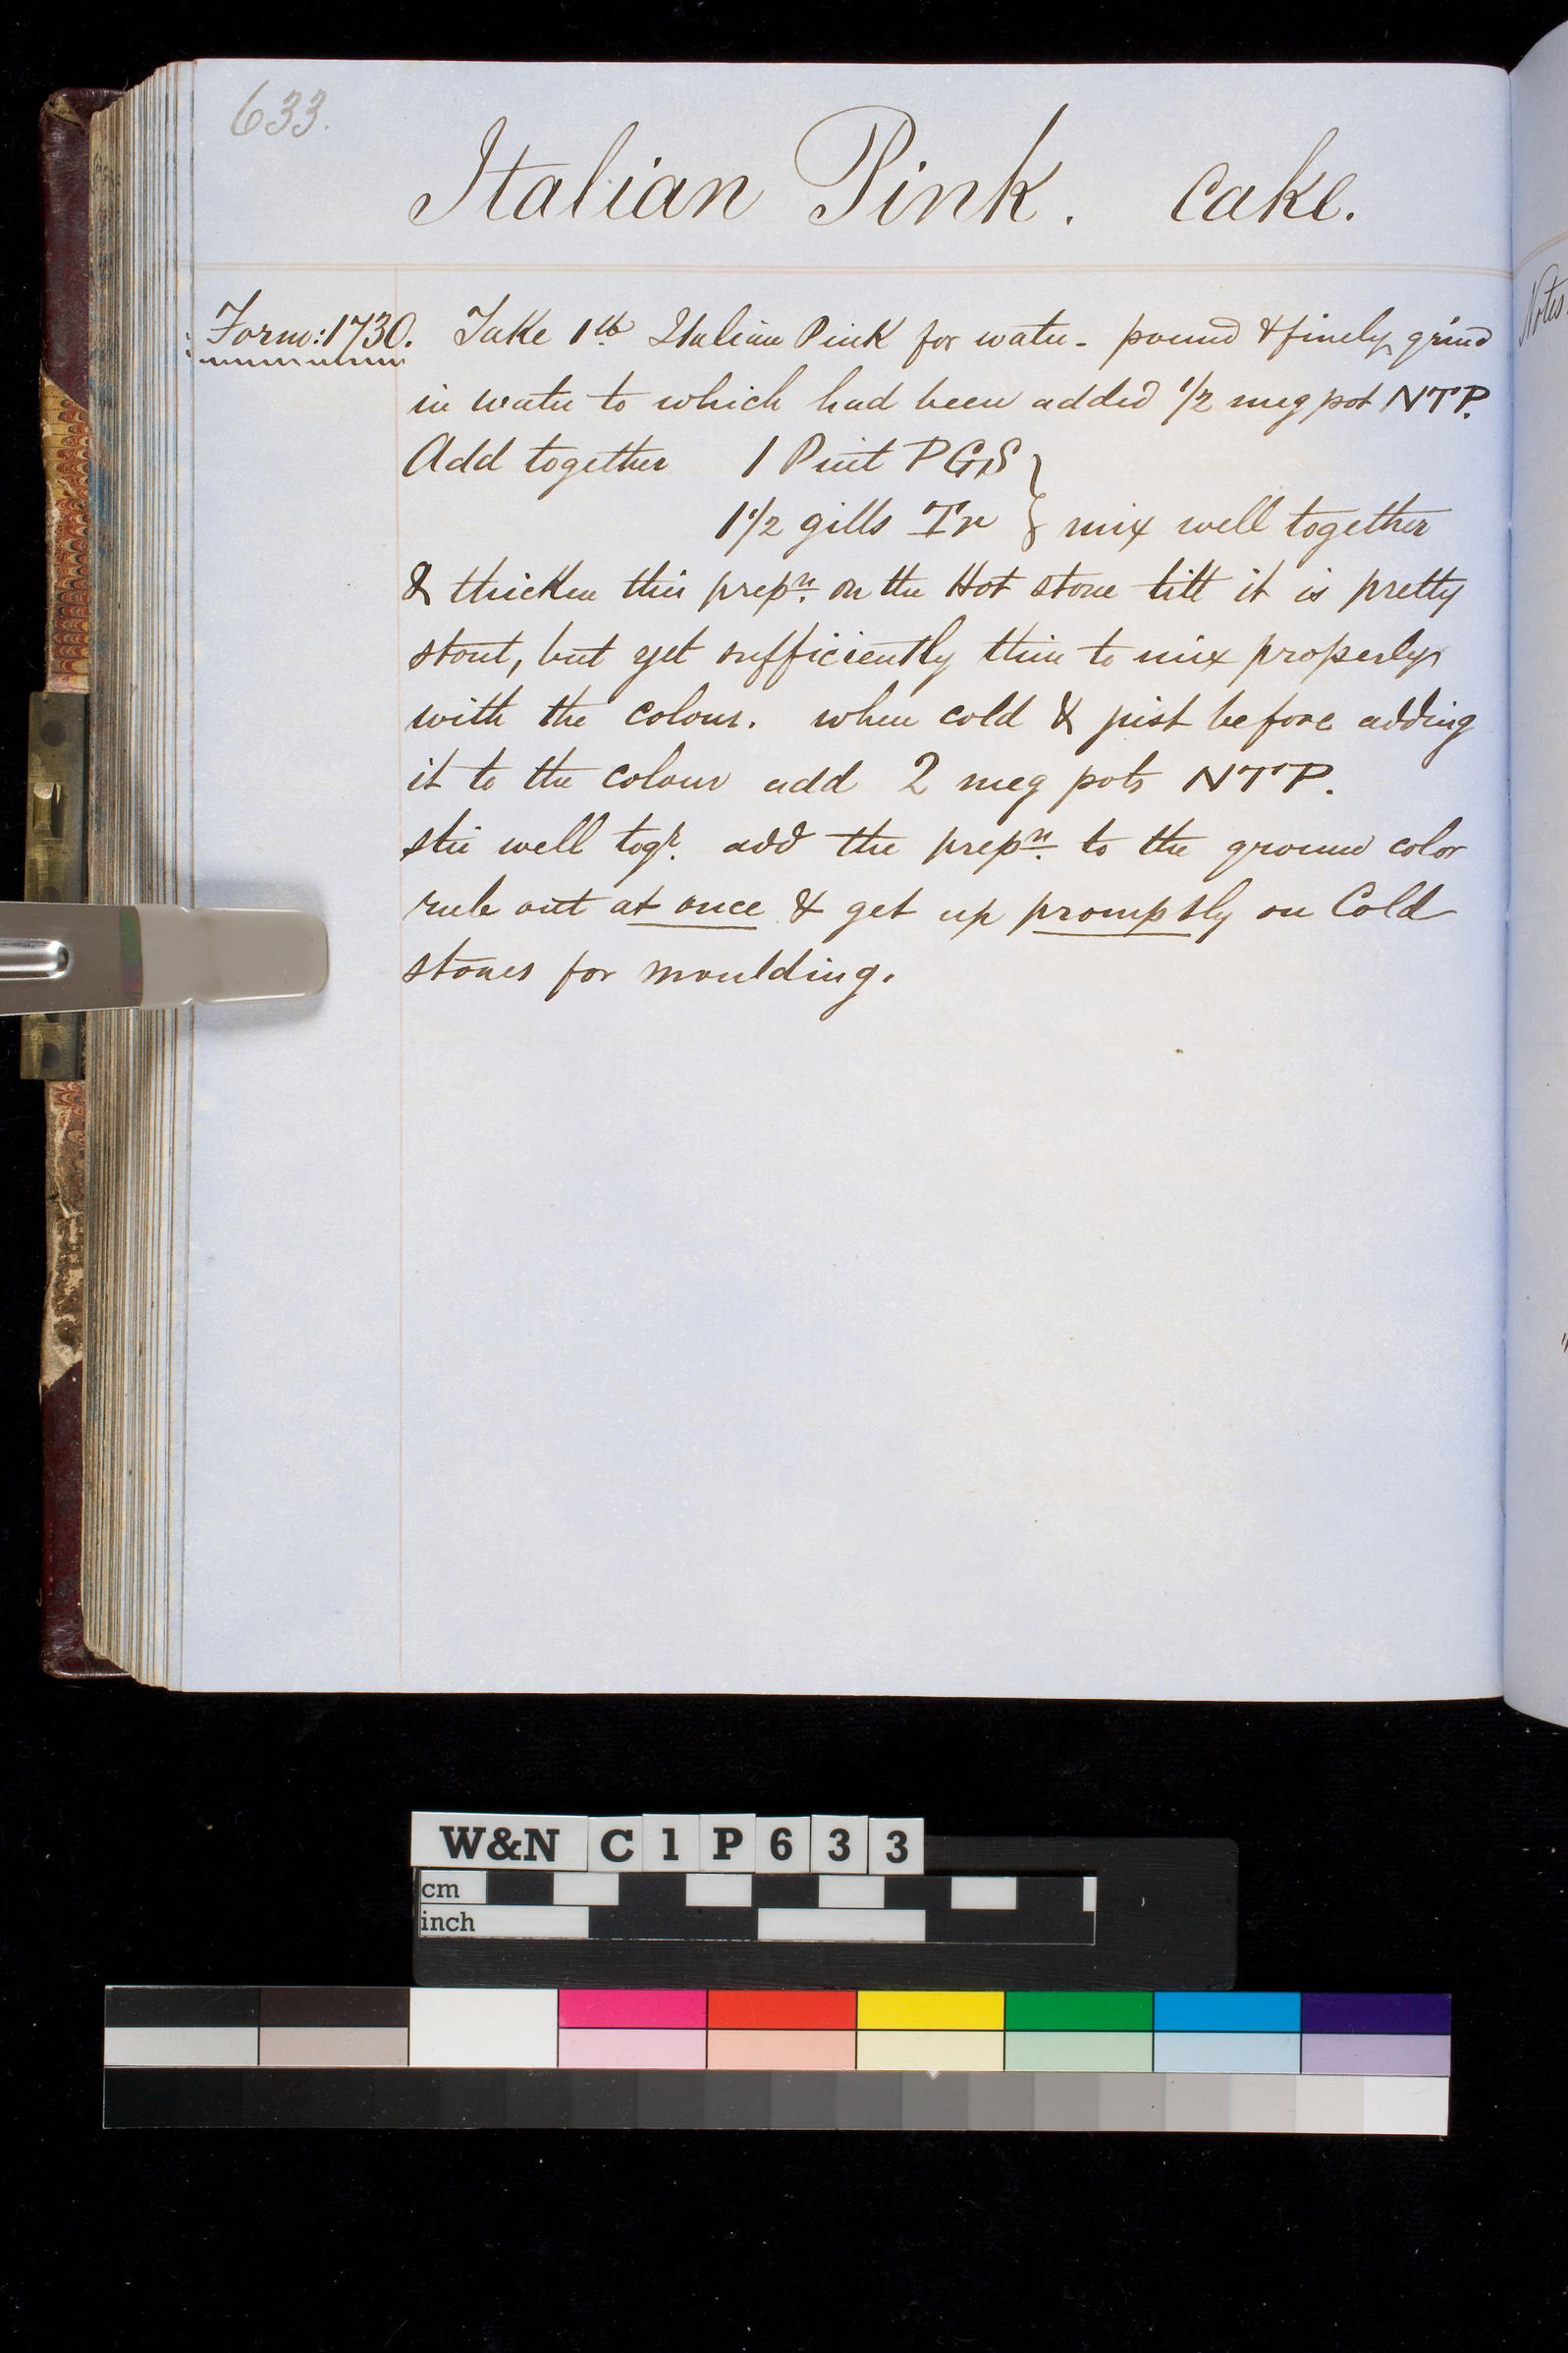 633.
Italian Pink. cake.
Form: 1730. Take 1lb Italian Pink for water - pound & finely grind
in water to which had been added 1/2 meg pot NTP.
Add together 1 Pint PGS }
1 1/2 gills Tr } mix well together
& thicken this prepn. on the Hot stone till it is pretty
stout, but yet sufficiently thin to mix properly
with the colour. when cold & just before adding
it to the colour add 2 meg pots NTP.
stir well togr. add the prepn. to the ground color
rule out at once & get up promptly on Cold
stones for moulding.
Notes
W&N C1P633
cm
inch